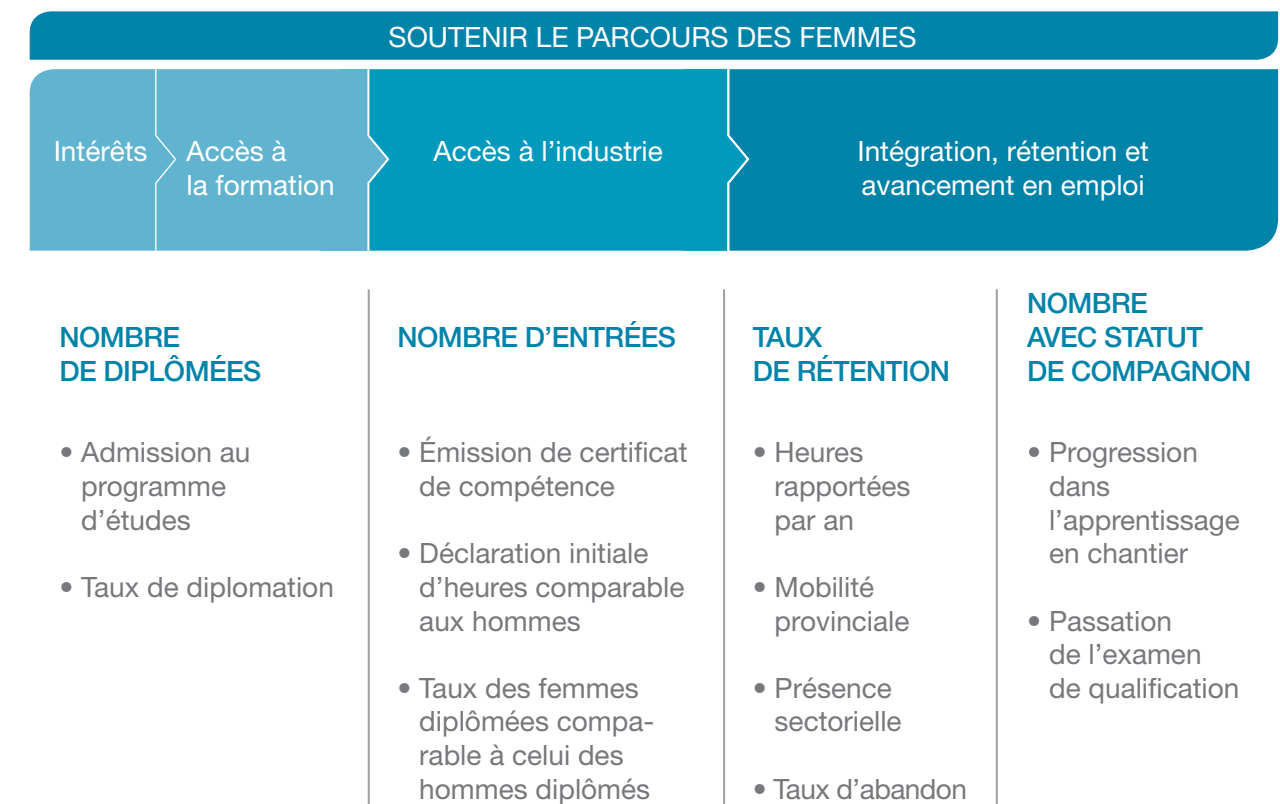 SOUTENIR LE PARCOURS DES FEMMES
Intérêts
Accès à
la formation
Accès à l’industrie
Intégration, rétention et
avancement en emploi
NOMBRE
DE DIPLÔMÉES
• Admission au
programme
d’études
• Taux de diplomation
NOMBRE D’ENTRÉES
• Émission de certificat
de compétence
• Déclaration initiale
d’heures comparable
aux hommes
• Taux des femmes
diplômées compa-
rable à celui des
hommes diplômés
TAUX
DE RÉTENTION
• Heures
rapportées
par an
• Mobilité
provinciale
• Présence
sectorielle
• Taux d’abandon
NOMBRE
AVEC STATUT
DE COMPAGNON
• Progression
dans
l’apprentissage
en chantier
• Passation
de l’examen
de qualification